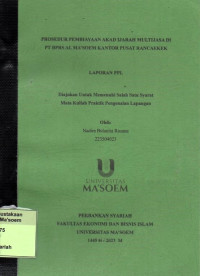 PROSEDUR PEMBIAYAAN AKAD IJARAH MULTIJASA DI
PT BPRS AL MA'SOEM KANTOR PUSAT RANCAEKEK
LAPORAN PPL
Diajukan Untuk Memenuhi Salah Satu Syarat
Mata Kuliah Praktik Pengenalan Lapangan
Oleh:
UNIVERSITAS
MA'SOEM
PERBANKAN SYARIAH
FAKULTAS EKONOMI DAN BISNIS ISLAM
UNIVERSITAS MA'SOEM